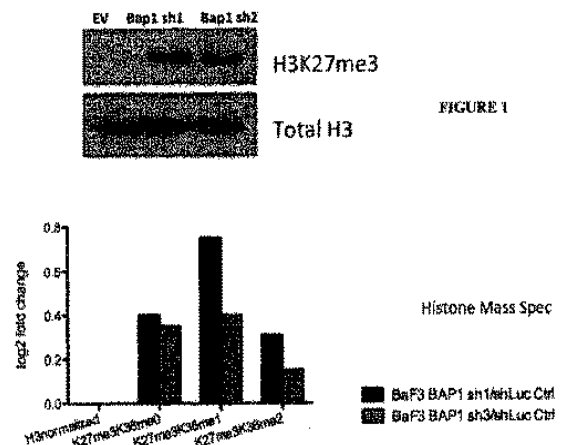 EV Bap1 sh1 Bap1 sh2
H3K27me3
FIGURE 1
Total H3
0.8
0.6
0.4
0.2
0.0
log2 fold change
Histone Mass Spec
BaF3 BAP1 sh1/shLuc Ctrl
BaF3 BAP1 sh3/shLuc Ctrl
H3normalized
K27me3K36me0
K27me3K36me1
K27me3K36me2